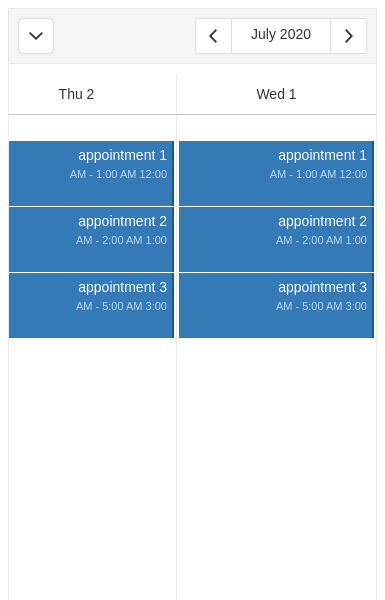 July 2020
Thu 2
Wed 1
appointment 1
AM - 1:00 AM 12:00
appointment 1
AM - 1:00 AM 12:00
appointment 2
AM - 2:00 AM 1:00
appointment 2
AM - 2:00 AM 1:00
appointment 3
AM - 5:00 AM 3:00
appointment 3
AM - 5:00 AM 3:00